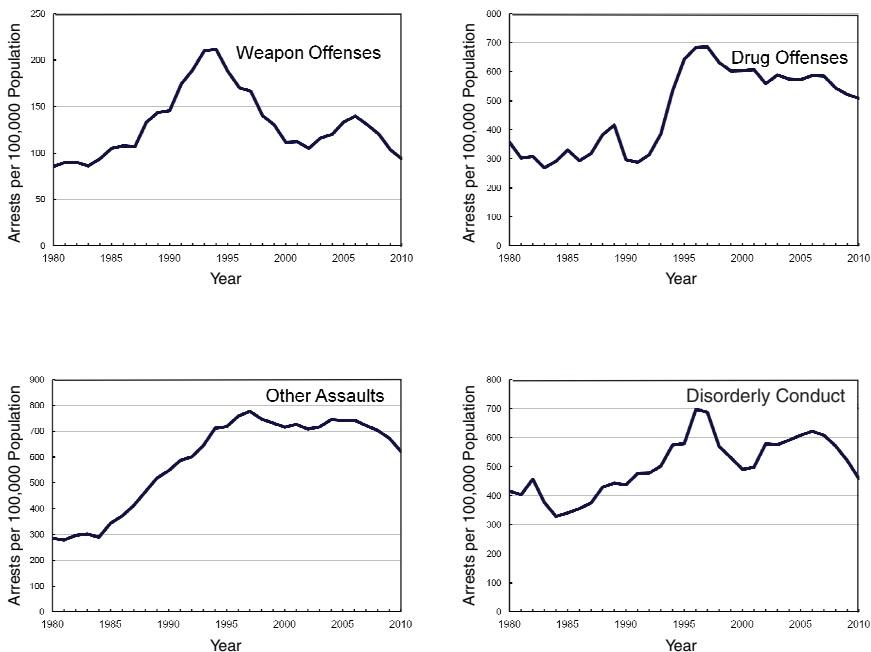 Weapon Offenses
Arrests per 100,000 Population
250
200
150
100
50
0
1980 1985 1990 1995 2000 2005 2010
Year
Drug Offenses
Arrests per 100,000 Population
800
700
600
500
400
300
200
100
0
1980 1985 1990 1995 2000 2005 2010
Year
Other Assaults
Arrests per 100,000 Population
900
800
700
600
500
400
300
200
100
0
1980 1985 1990 1995 2000 2005 2010
Year
Disorderly Conduct
Arrests per 100,000 Population
800
700
600
500
400
300
200
100
0
1980 1985 1990 1995 2000 2005 2010
Year